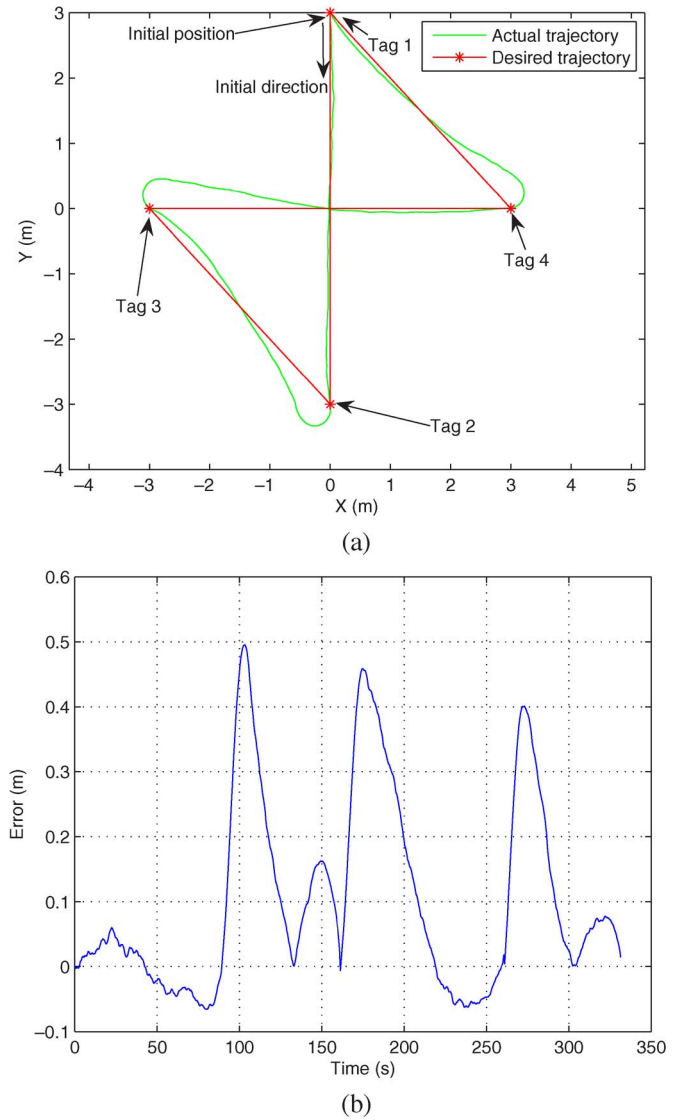 3
Initial position
Tag 1
Actual trajectory
Desired trajectory
2
Initial direction
1
0
Y (m)
Tag 4
−1
Tag 3
−2
−3
Tag 2
−4
−4 −3 −2 −1 0 1 2 3 4 5
X (m)
(a)
0.6
0.5
0.4
0.3
Error (m)
0.2
0.1
0
−0.1
0 50 100 150 200 250 300 350
Time (s)
(b)